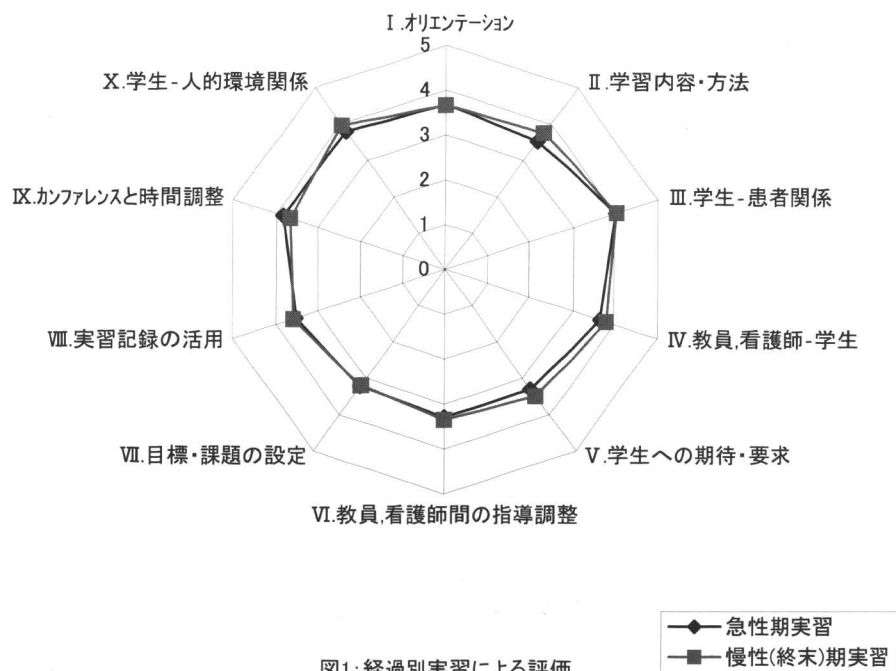 Ⅰ.オリエンテーション
Ⅱ.学習内容・方法
Ⅲ.学生-患者関係
Ⅳ.教員,看護師-学生
Ⅴ.学生への期待・要求
Ⅵ.教員,看護師間の指導調整
Ⅶ.目標・課題の設定
Ⅷ.実習記録の活用
Ⅸ.カンファレンスと時間調整
Ⅹ.学生-人的環境関係
5
4
3
2
1
0
急性期実習
慢性(終末)期実習
図1:経過別実習による評価